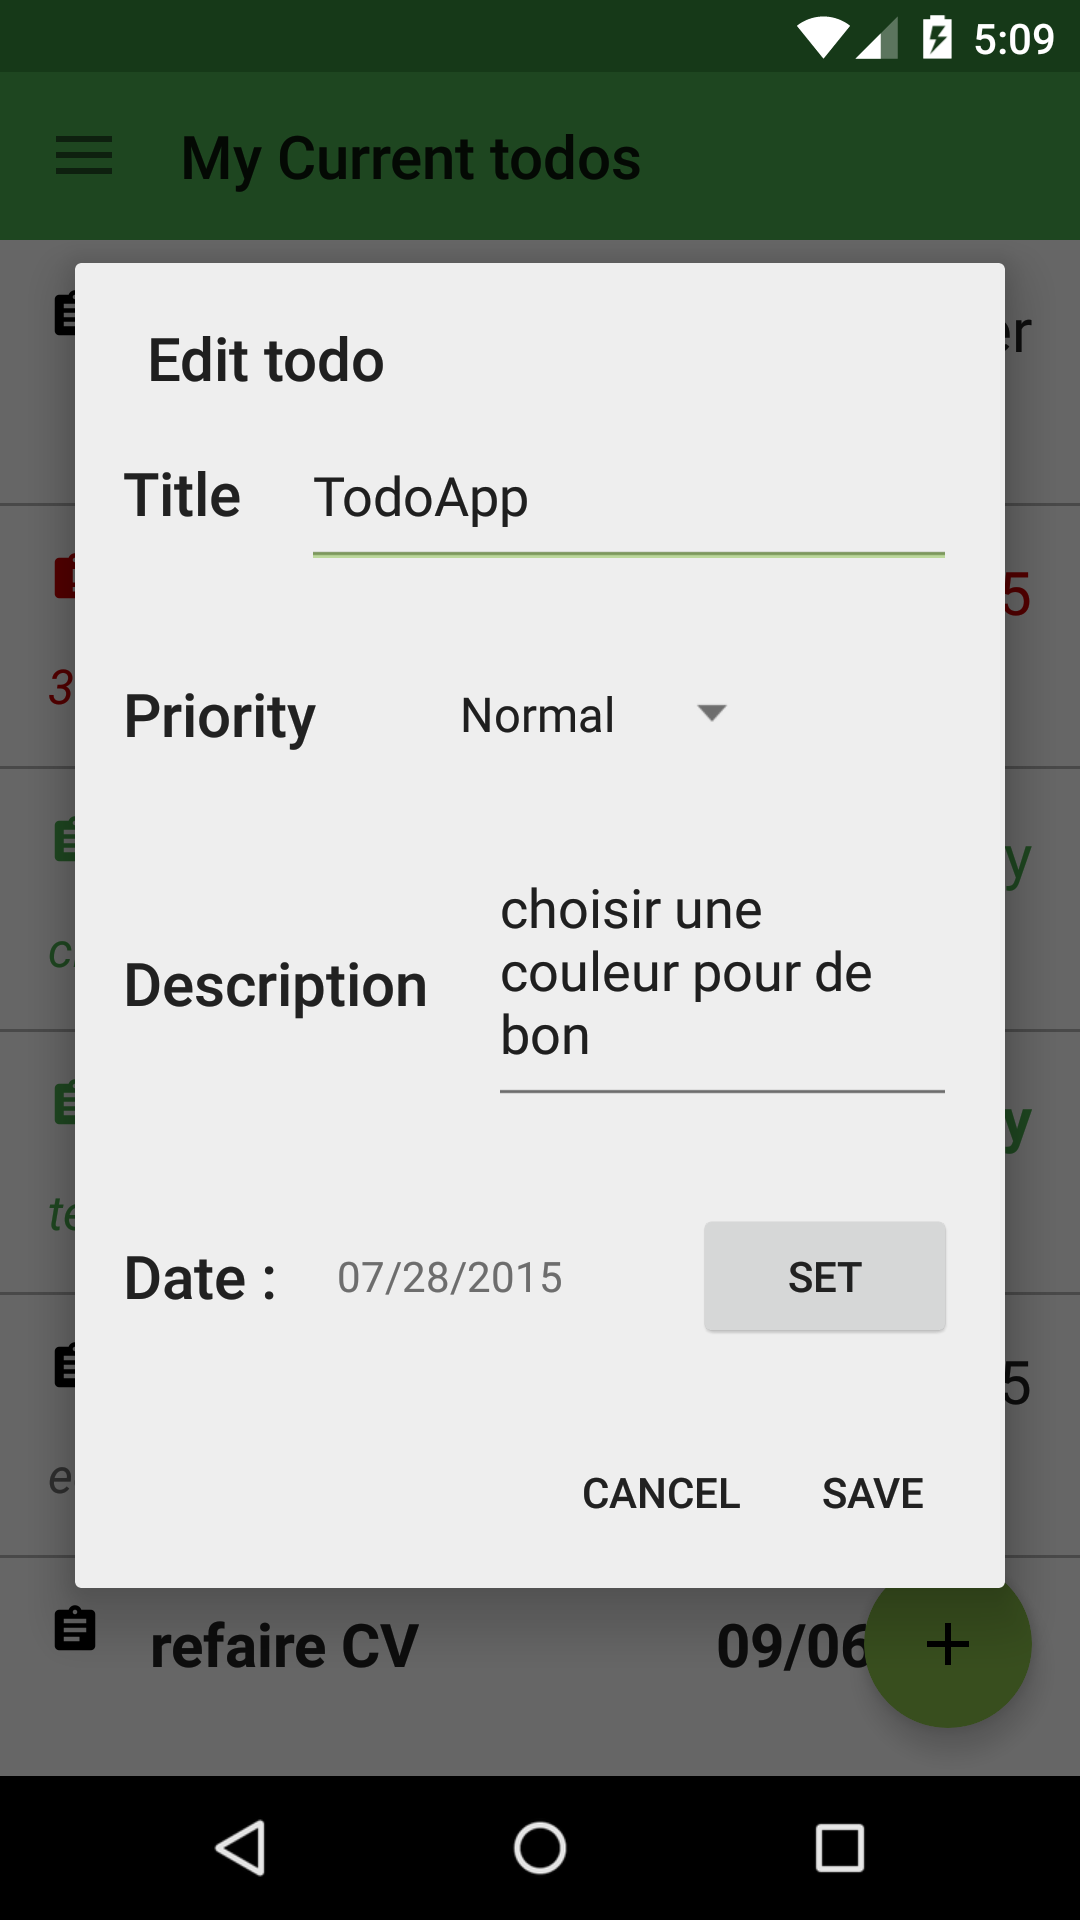 5:09
My Current todos
Edit todo
Title TodoApp
Priority Normal
Description choisir une
couleur pour de
bon
Date : 07/28/2015 SET
CANCEL SAVE
refaire CV 09/06